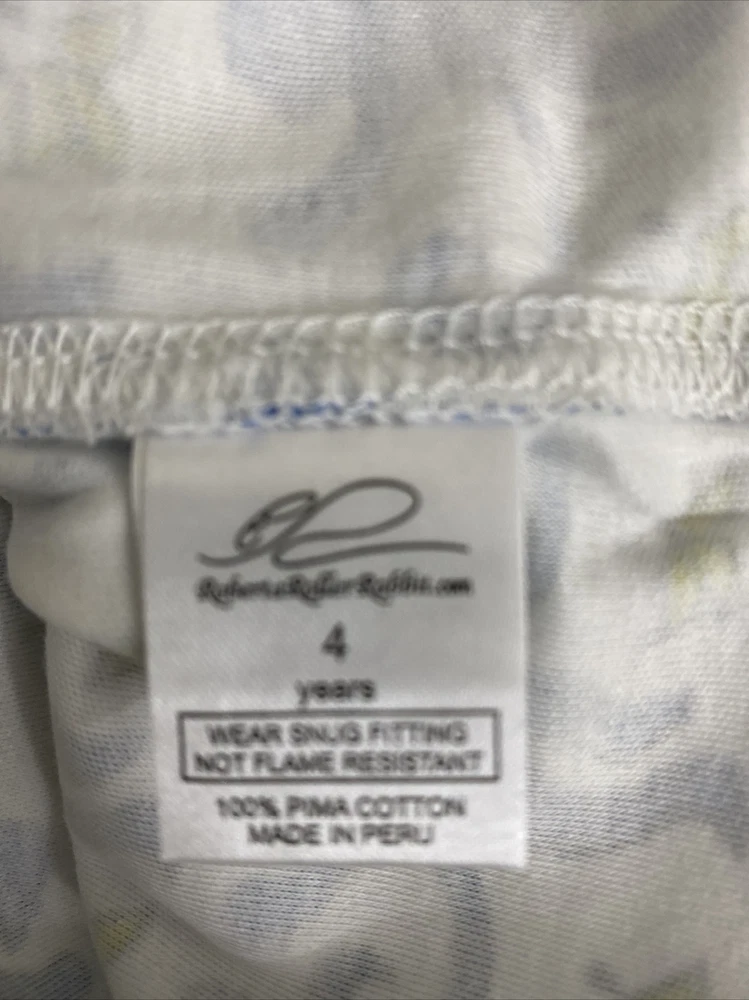 RobertaRollerRabbit.com
4
years
WEAR SNUG FITTING
NOT FLAME RESISTANT
100% PIMA COTTON
MADE IN PERU